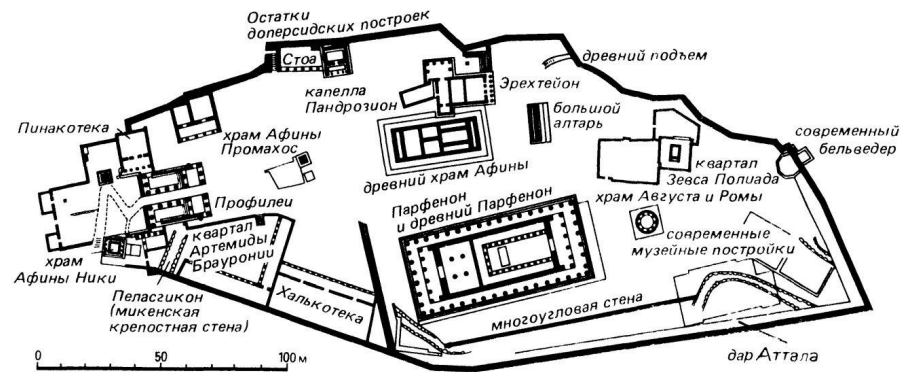 Остатки
доперсидских построек
Стоа
капелла
Пандрозион
древний подъем
Эрехтейон
большой
алтарь
Пинакотека
храм Афины
Промахос
древний храм Афины
современный
бельведер
квартал
Зевса Полиада
храм Августа и Ромы
Парфенон
и древний Парфенон
Профилеи
квартал
Артемиды
Брауронии
современные
музейные постройки
храм
Афины Ники
Пеласгикон
(микенская
крепостная стена)
Халькотека
многоугловая стена
дар Аттала
0 50 100 м